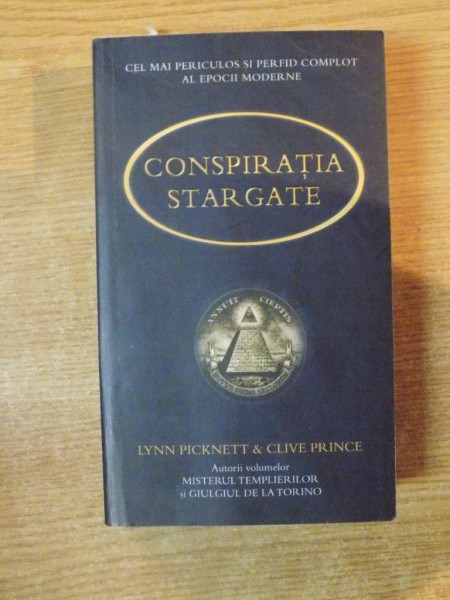 CEL MAI PERICULOS ȘI PERFID COMPLOT
AL EPOCII MODERNE
CONSPIRAȚIA
STARGATE
ANNUIT CŒPTIS
LYNN PICKNETT & CLIVE PRINCE
Autorii volumelor
MISTERUL TEMPLIERILOR
și GIULGIUL DE LA TORINO